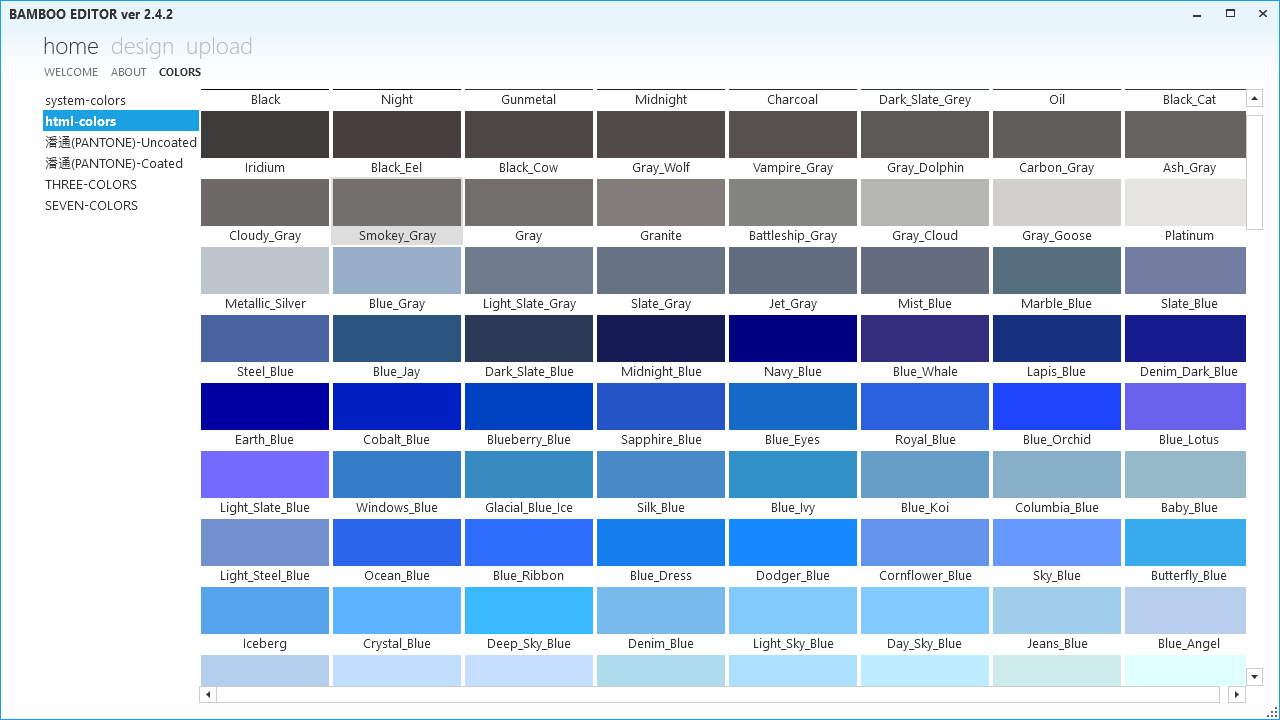 BAMBOO EDITOR ver 2.4.2
home design upload
WELCOME ABOUT COLORS
system-colors
html-colors
潘通(PANTONE)-Uncoated
潘通(PANTONE)-Coated
THREE-COLORS
SEVEN-COLORS
Black Night Gunmetal Midnight Charcoal Dark_Slate_Grey Oil Black_Cat
Iridium Black_Eel Black_Cow Gray_Wolf Vampire_Gray Gray_Dolphin Carbon_Gray Ash_Gray
Cloudy_Gray Smokey_Gray Gray Granite Battleship_Gray Gray_Cloud Gray_Goose Platinum
Metallic_Silver Blue_Gray Light_Slate_Gray Slate_Gray Jet_Gray Mist_Blue Marble_Blue Slate_Blue
Steel_Blue Blue_Jay Dark_Slate_Blue Midnight_Blue Navy_Blue Blue_Whale Lapis_Blue Denim_Dark_Blue
Earth_Blue Cobalt_Blue Blueberry_Blue Sapphire_Blue Blue_Eyes Royal_Blue Blue_Orchid Blue_Lotus
Light_Slate_Blue Windows_Blue Glacial_Blue_Ice Silk_Blue Blue_Ivy Blue_Koi Columbia_Blue Baby_Blue
Light_Steel_Blue Ocean_Blue Blue_Ribbon Blue_Dress Dodger_Blue Cornflower_Blue Sky_Blue Butterfly_Blue
Iceberg Crystal_Blue Deep_Sky_Blue Denim_Blue Light_Sky_Blue Day_Sky_Blue Jeans_Blue Blue_Angel